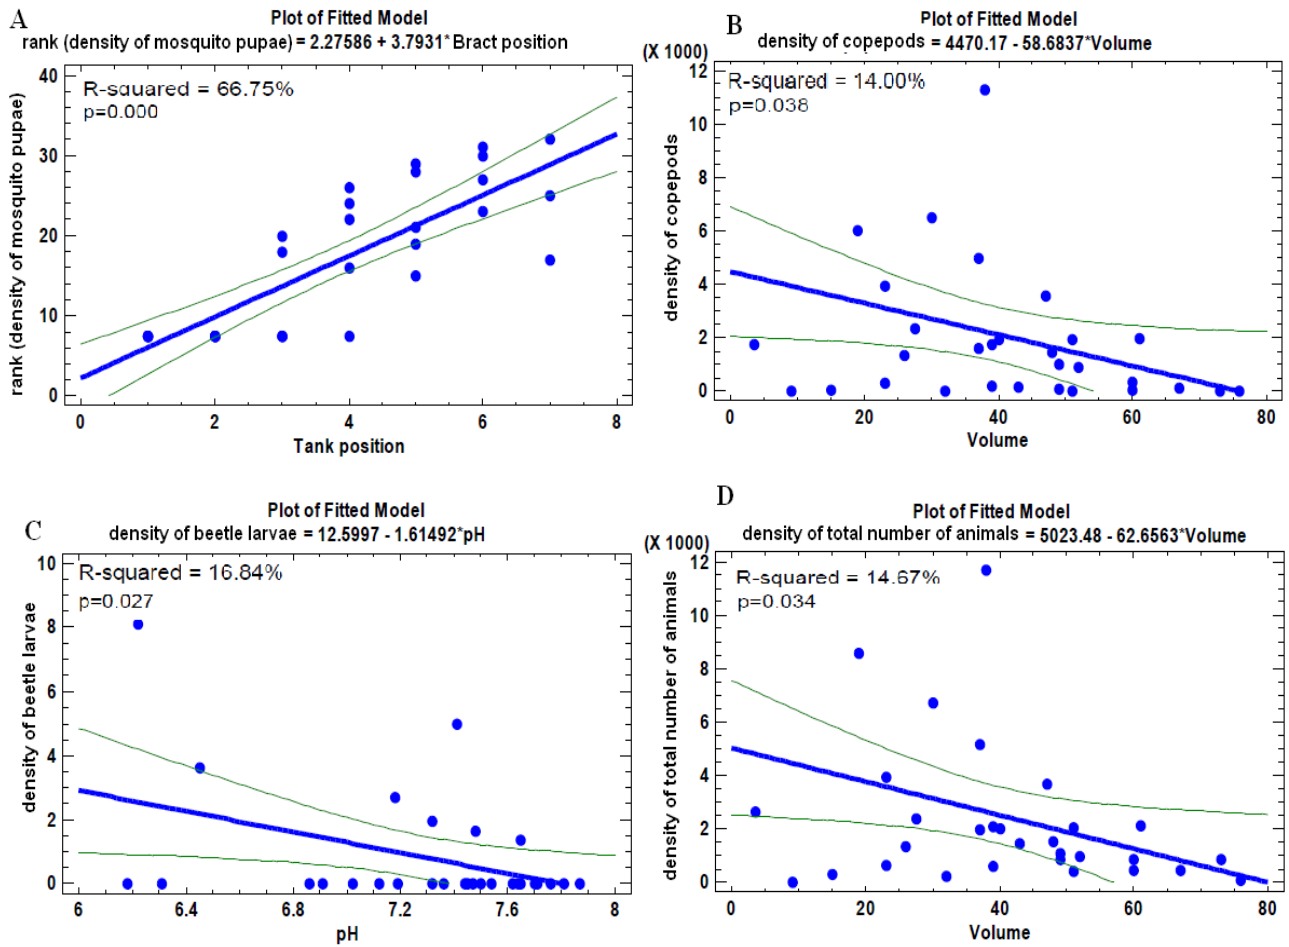 A
Plot of Fitted Model
rank (density of mosquito pupae) = 2.27586 + 3.7931* Bract position
R-squared = 66.75%
p=0.000
rank (density of mosquito pupae)
40
30
20
10
0
0 2 4 6 8
Tank position
B
Plot of Fitted Model
(X 1000)
density of copepods = 4470.17 - 58.6837*Volume
R-squared = 14.00%
p=0.038
density of copepods
12
10
8
6
4
2
0
0 20 40 60 80
Volume
C
Plot of Fitted Model
density of beetle larvae = 12.5997 - 1.61492*pH
R-squared = 16.84%
p=0.027
density of beetle larvae
10
8
6
4
2
0
6 6.4 6.8 7.2 7.6 8
pH
D
Plot of Fitted Model
(X 1000)
density of total number of animals = 5023.48 - 62.6563*Volume
R-squared = 14.67%
p=0.034
density of total number of animals
12
10
8
6
4
2
0
0 20 40 60 80
Volume